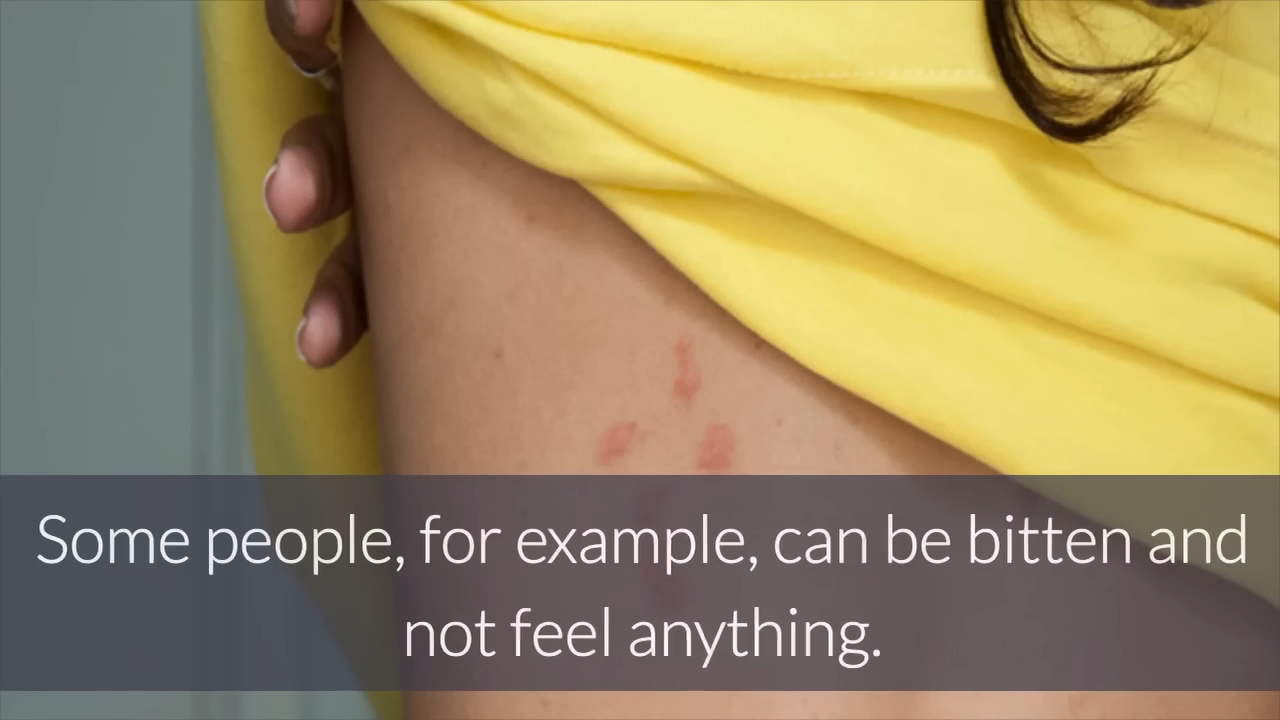 Some people, for example, can be bitten and
not feel anything.